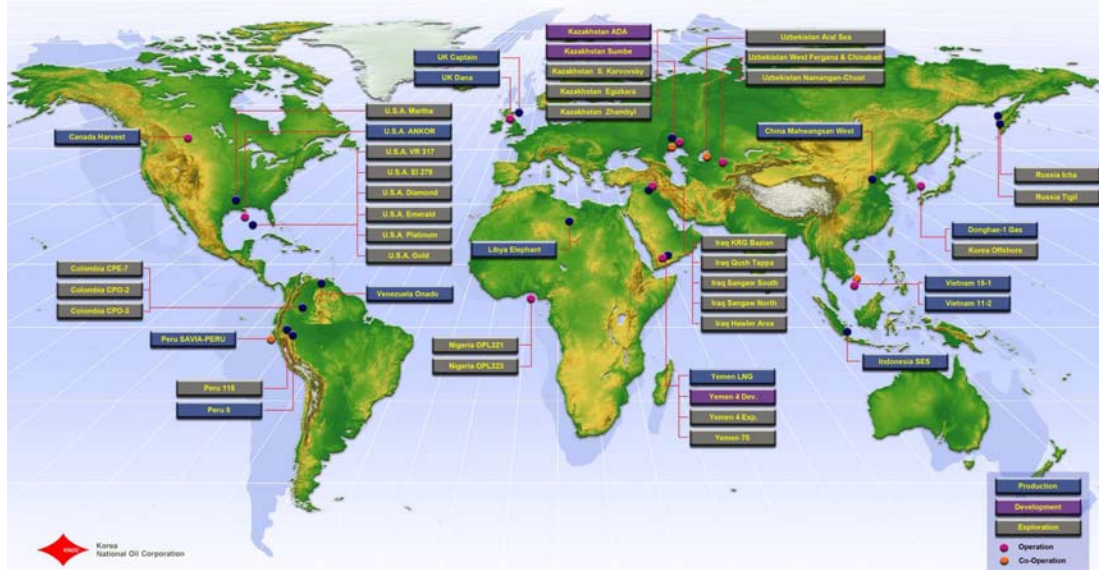 Kazakhstan ADA
Kazakhstan Sumbe
Kazakhstan S. Karvovsky
Kazakhstan Egizkara
Kazakhstan Zhambyl
Uzbekistan Aral Sea
Uzbekistan West Fergana & Chinabad
Uzbekistan Namangan-Chust
UK Captain
UK Dana
Canada Harvest
U.S.A. Martha
U.S.A. ANKOR
U.S.A. VR 317
U.S.A. EI 278
U.S.A. Diamond
U.S.A. Emerald
U.S.A. Platinum
U.S.A. Gold
China Mahwangsan West
Russia Icha
Russia Tigil
Donghae-1 Gas
Korea Offshore
Libya Elephant
Iraq KRG Bazian
Iraq Qush Tappa
Iraq Sangaw South
Iraq Sangaw North
Iraq Hawler Area
Colombia CPE-7
Colombia CPO-2
Colombia CPO-3
Venezuela Onado
Vietnam 15-1
Vietnam 11-2
Peru SAVIA-PERU
Nigeria OPL321
Nigeria OPL323
Indonesia SES
Peru 8
Yemen LNG
Yemen 4 Dev.
Yemen 4 Exp.
Yemen 70
Production
Development
Exploration
Operation
Co-Operation
KNOC
Korea
National Oil Corporation